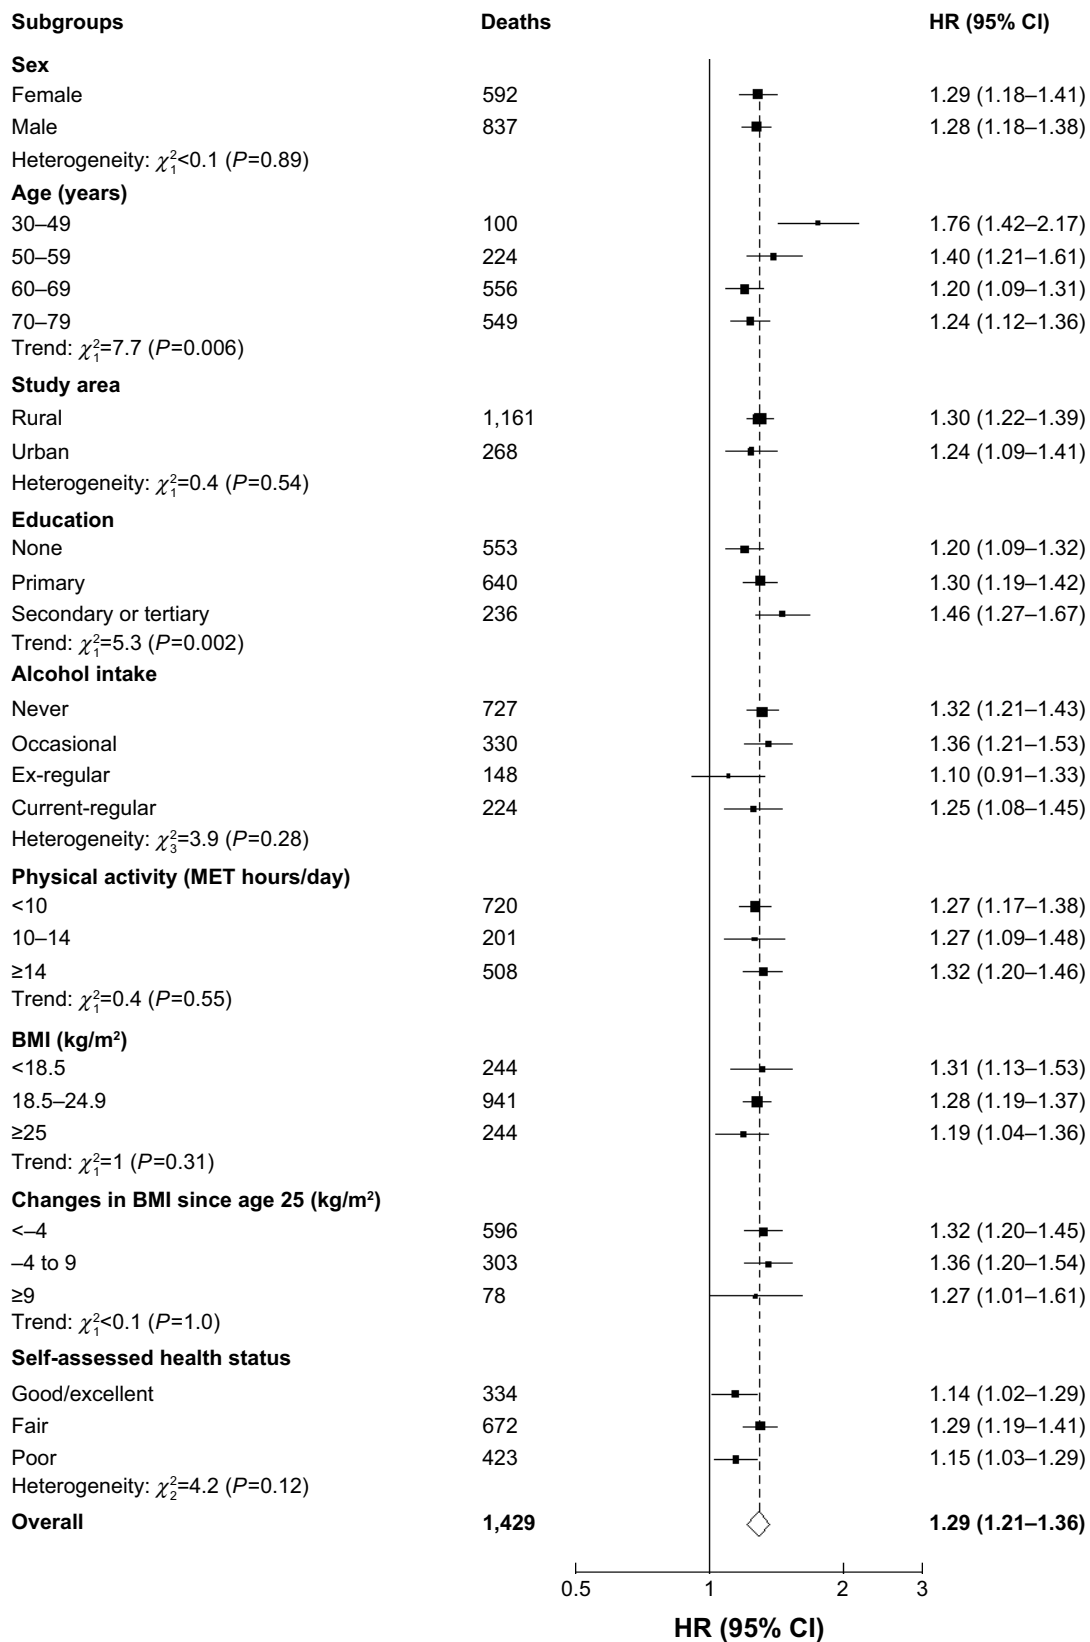 Subgroups Deaths HR (95% CI)
Sex
Female 592 1.29 (1.18–1.41)
Male 837 1.28 (1.18–1.38)
Heterogeneity: χ²₁<0.1 (P=0.89)
Age (years)
30–49 100 1.76 (1.42–2.17)
50–59 224 1.40 (1.21–1.61)
60–69 556 1.20 (1.09–1.31)
70–79 549 1.24 (1.12–1.36)
Trend: χ²₁=7.7 (P=0.006)
Study area
Rural 1,161 1.30 (1.22–1.39)
Urban 268 1.24 (1.09–1.41)
Heterogeneity: χ²₁=0.4 (P=0.54)
Education
None 553 1.20 (1.09–1.32)
Primary 640 1.30 (1.19–1.42)
Secondary or tertiary 236 1.46 (1.27–1.67)
Trend: χ²₁=5.3 (P=0.002)
Alcohol intake
Never 727 1.32 (1.21–1.43)
Occasional 330 1.36 (1.21–1.53)
Ex-regular 148 1.10 (0.91–1.33)
Current-regular 224 1.25 (1.08–1.45)
Heterogeneity: χ²₃=3.9 (P=0.28)
Physical activity (MET hours/day)
<10 720 1.27 (1.17–1.38)
10–14 201 1.27 (1.09–1.48)
≥14 508 1.32 (1.20–1.46)
Trend: χ²₁=0.4 (P=0.55)
BMI (kg/m²)
<18.5 244 1.31 (1.13–1.53)
18.5–24.9 941 1.28 (1.19–1.37)
≥25 244 1.19 (1.04–1.36)
Trend: χ²₁=1 (P=0.31)
Changes in BMI since age 25 (kg/m²)
<–4 596 1.32 (1.20–1.45)
–4 to 9 303 1.36 (1.20–1.54)
≥9 78 1.27 (1.01–1.61)
Trend: χ²₁<0.1 (P=1.0)
Self-assessed health status
Good/excellent 334 1.14 (1.02–1.29)
Fair 672 1.29 (1.19–1.41)
Poor 423 1.15 (1.03–1.29)
Heterogeneity: χ²₂=4.2 (P=0.12)
Overall 1,429 1.29 (1.21–1.36)
0.5 1 2 3
HR (95% CI)